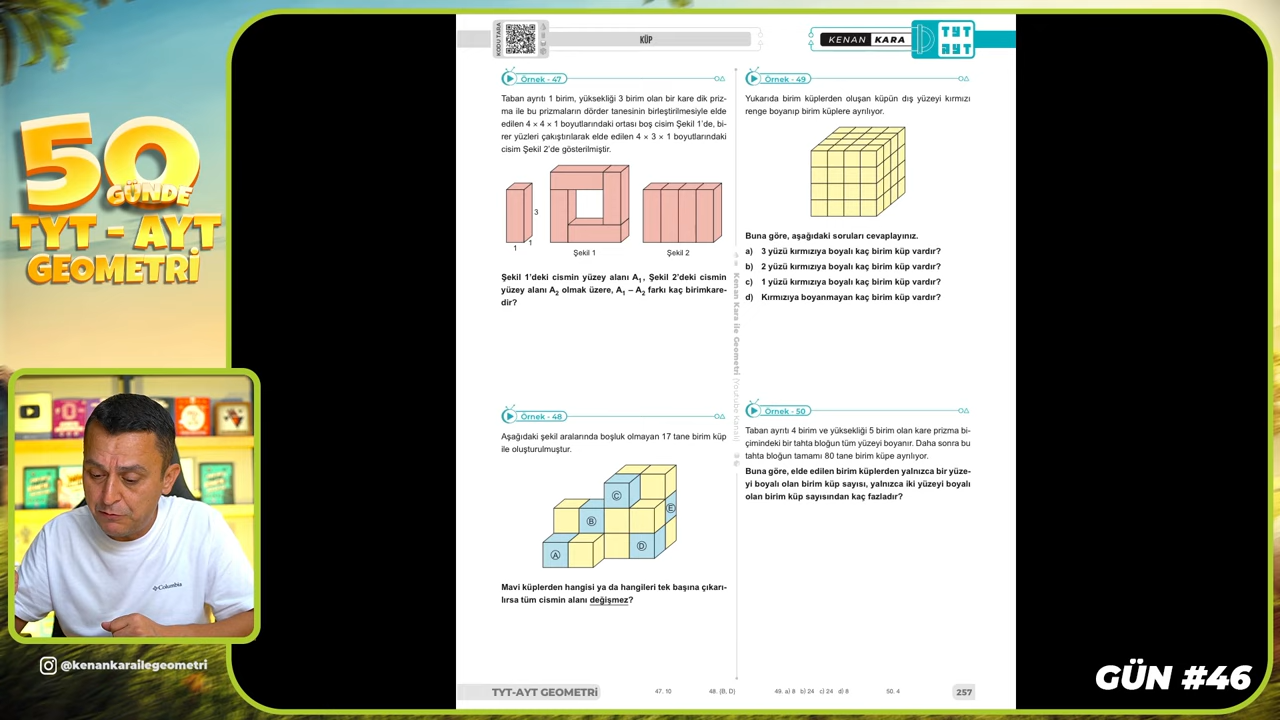 50
GÜNDE
TYT - AYT
GEOMETRİ
Columbia
@kenankarailegeometri
KODU TARA
KÜP
KENAN KARA
TYT
AYT
Örnek - 47
Taban ayrıtı 1 birim, yüksekliği 3 birim olan bir kare dik priz-
ma ile bu prizmaların dörder tanesinin birleştirilmesiyle elde
edilen 4 × 4 × 1 boyutlarındaki ortası boş cisim Şekil 1'de, bi-
rer yüzleri çakıştırılarak elde edilen 4 × 3 × 1 boyutlarındaki
cisim Şekil 2'de gösterilmiştir.
3
1
1
Şekil 1
Şekil 2
Şekil 1'deki cismin yüzey alanı A1, Şekil 2'deki cismin
yüzey alanı A2 olmak üzere, A1 – A2 farkı kaç birimkare-
dir?
Örnek - 48
Aşağıdaki şekil aralarında boşluk olmayan 17 tane birim küp
ile oluşturulmuştur.
C
E
B
D
A
Mavi küplerden hangisi ya da hangileri tek başına çıkarı-
lırsa tüm cismin alanı değişmez?
Kenan Kara ile Geometri (Youtube Kanalı)
Örnek - 49
Yukarıda birim küplerden oluşan küpün dış yüzeyi kırmızı
renge boyanıp birim küplere ayrılıyor.
Buna göre, aşağıdaki soruları cevaplayınız.
a) 3 yüzü kırmızıya boyalı kaç birim küp vardır?
b) 2 yüzü kırmızıya boyalı kaç birim küp vardır?
c) 1 yüzü kırmızıya boyalı kaç birim küp vardır?
d) Kırmızıya boyanmayan kaç birim küp vardır?
Örnek - 50
Taban ayrıtı 4 birim ve yüksekliği 5 birim olan kare prizma bi-
çimindeki bir tahta bloğun tüm yüzeyi boyanır. Daha sonra bu
tahta bloğun tamamı 80 tane birim küpe ayrılıyor.
Buna göre, elde edilen birim küplerden yalnızca bir yüze-
yi boyalı olan birim küp sayısı, yalnızca iki yüzeyi boyalı
olan birim küp sayısından kaç fazladır?
TYT-AYT GEOMETRİ
47. 10 48. (B, D) 49. a) 8 b) 24 c) 24 d) 8 50. 4
257
GÜN #46